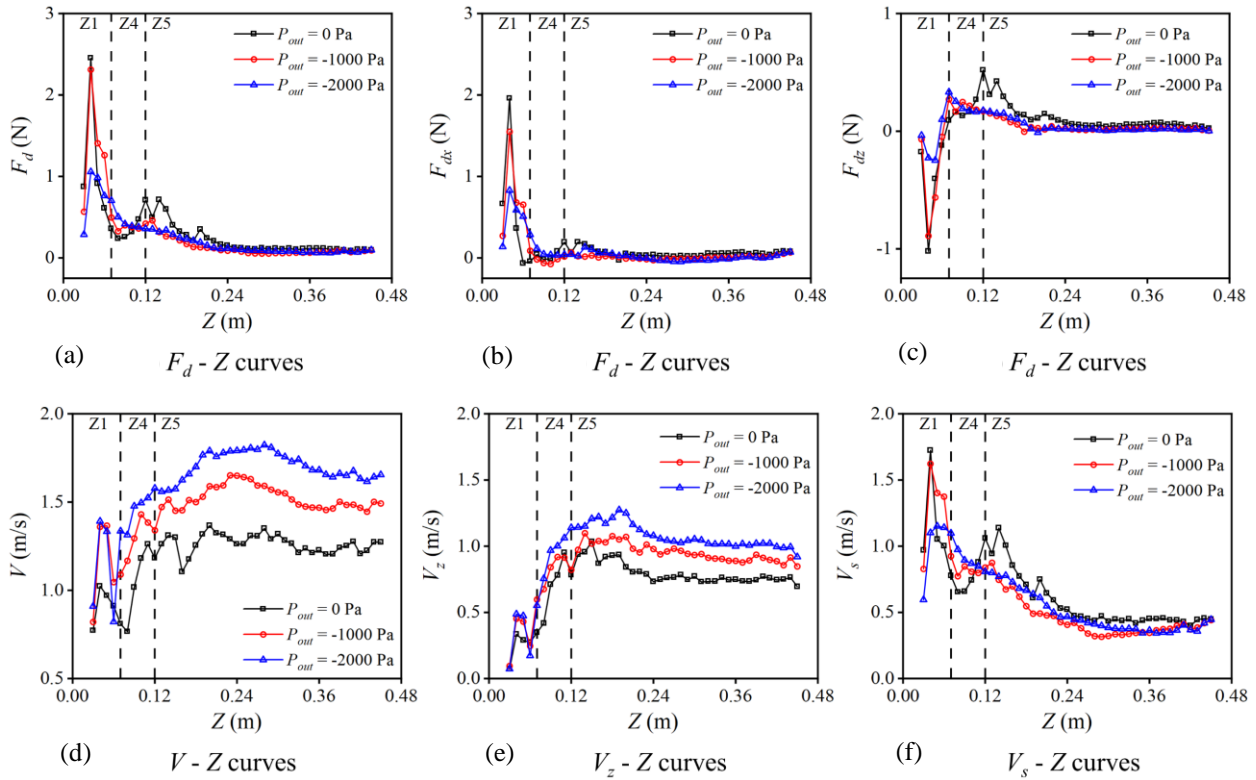 Z1 Z4 Z5
P_out = 0 Pa
P_out = -1000 Pa
P_out = -2000 Pa
3
2
1
0
F_d (N)
0.00 0.12 0.24 0.36 0.48
Z (m)
(a)
F_d - Z curves
Z1 Z4 Z5
P_out = 0 Pa
P_out = -1000 Pa
P_out = -2000 Pa
3
2
1
0
F_dx (N)
0.00 0.12 0.24 0.36 0.48
Z (m)
(b)
F_d - Z curves
Z1 Z4 Z5
P_out = 0 Pa
P_out = -1000 Pa
P_out = -2000 Pa
1
0
-1
F_dz (N)
0.00 0.12 0.24 0.36 0.48
Z (m)
(c)
F_d - Z curves
Z1 Z4 Z5
2.0
1.5
1.0
0.5
V (m/s)
P_out = 0 Pa
P_out = -1000 Pa
P_out = -2000 Pa
0.00 0.12 0.24 0.36 0.48
Z (m)
(d)
V - Z curves
Z1 Z4 Z5
P_out = 0 Pa
P_out = -1000 Pa
P_out = -2000 Pa
2.0
1.5
1.0
0.5
0.0
V_z (m/s)
0.00 0.12 0.24 0.36 0.48
Z (m)
(e)
V_z - Z curves
Z1 Z4 Z5
P_out = 0 Pa
P_out = -1000 Pa
P_out = -2000 Pa
2.0
1.5
1.0
0.5
0.0
V_s (m/s)
0.00 0.12 0.24 0.36 0.48
Z (m)
(f)
V_s - Z curves